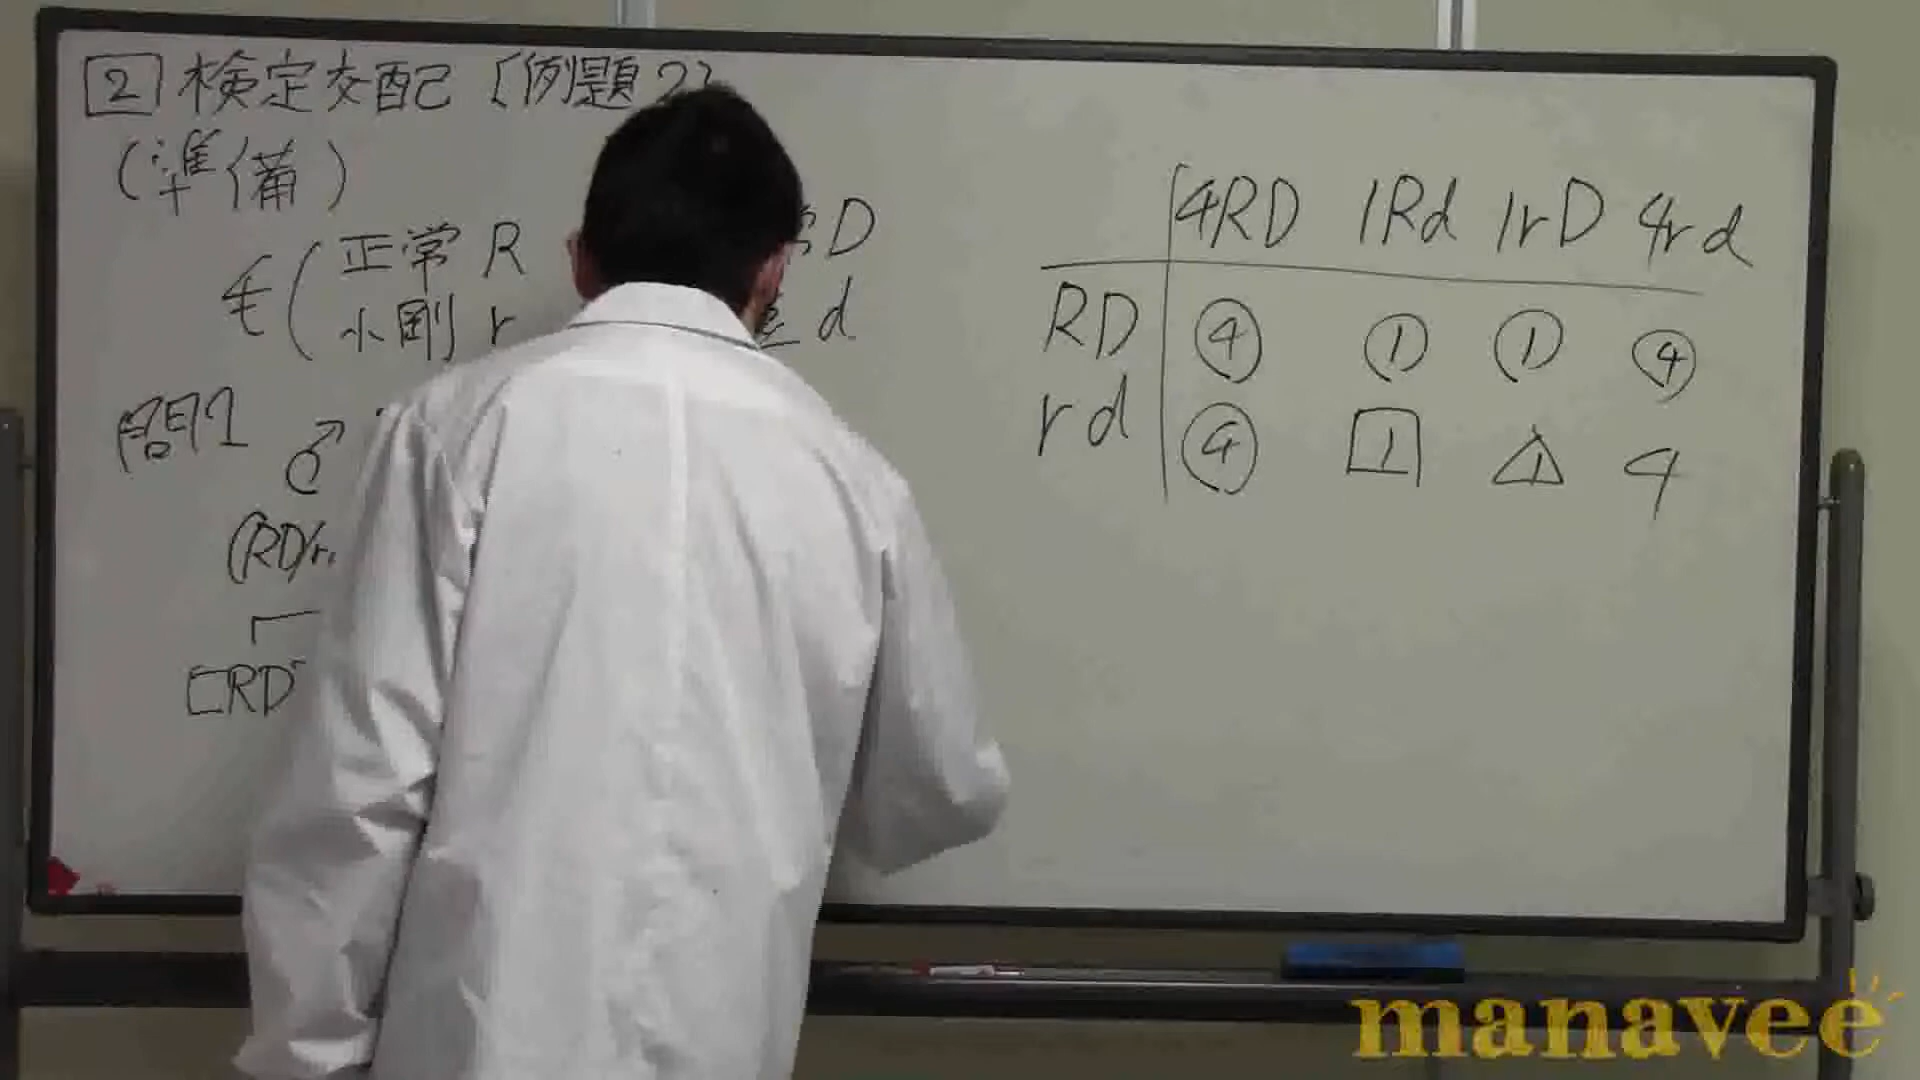 2 検定交配 〔例題2〕
(準備)
毛 ( 正常 R 常 D
小剛 r d
問1 ♂
(RD/r
[RD
4RD 1Rd 1rD 4rd
RD ④ ① ① ④
rd ④ 1 1 4
manavee